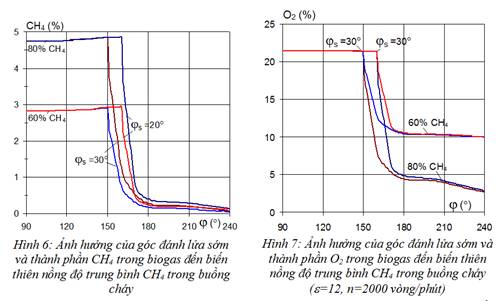 CH4 (%)
5
80% CH4
4
3
60% CH4
φs =20°
2
φs =30°
1
0
90 120 150 180 210 240
φ (°)
Hình 6: Ảnh hưởng của góc đánh lửa sớm
và thành phần CH4 trong biogas đến biến
thiên nồng độ trung bình CH4 trong buồng
cháy
O2 (%)
25
φs =30° φs =30°
20
15
60% CH4
10
80% CH4
5
φ (°)
0
90 120 150 180 210 240
Hình 7: Ảnh hưởng của góc đánh lửa sớm và
thành phần O2 trong biogas đến biến thiên
nồng độ trung bình CH4 trong buồng cháy
(ε=12, n=2000 vòng/phút)